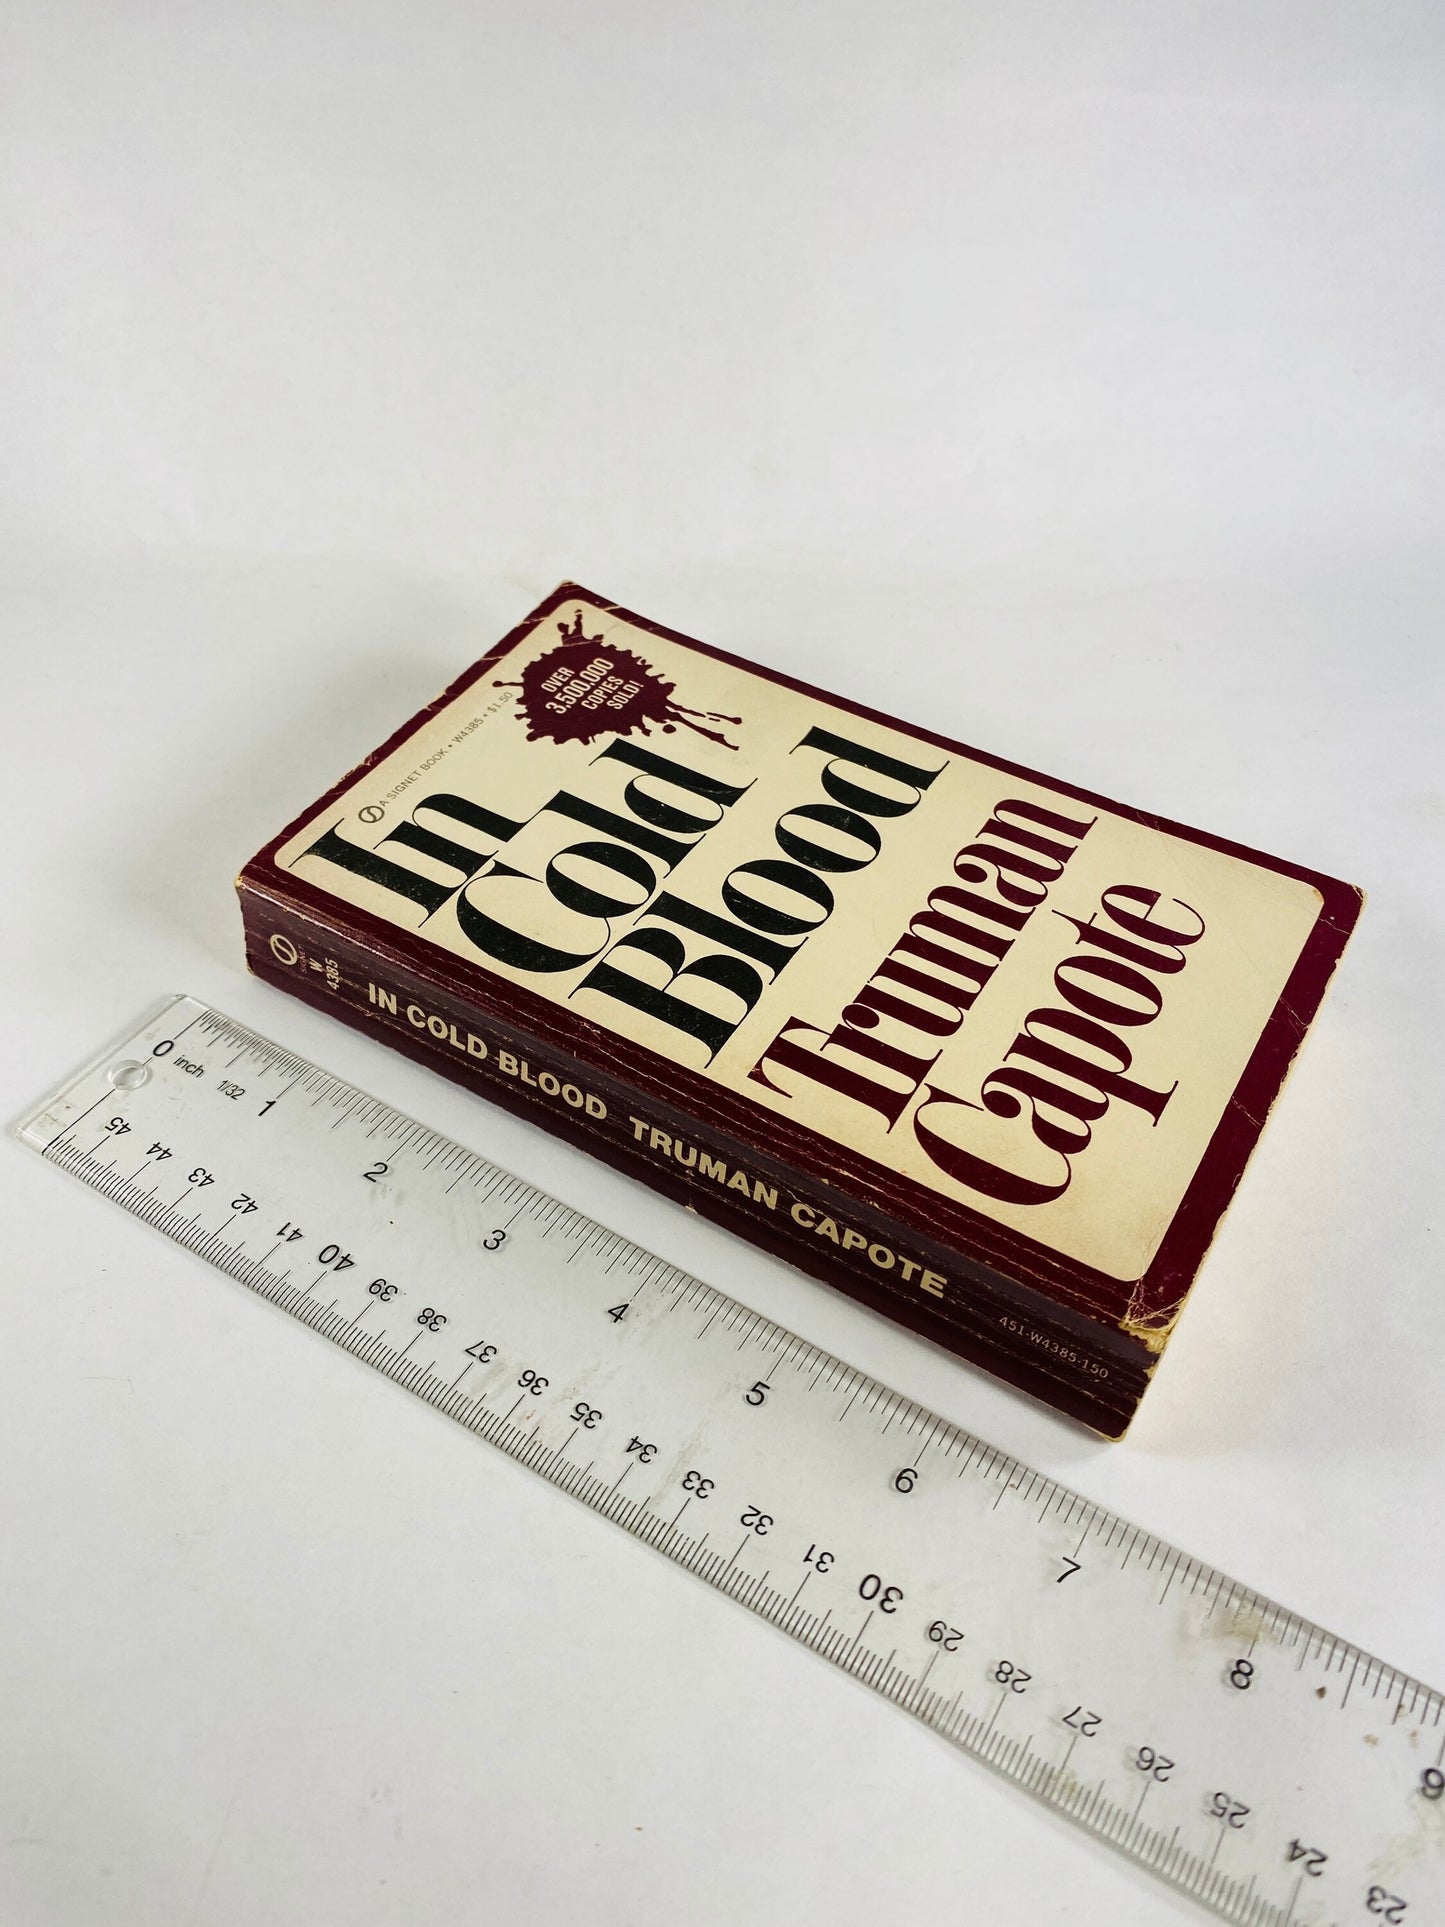 OVER
3,500,000
COPIES
SOLD!
A SIGNET BOOK • W4385 • $1.50
In
Cold
Blood
Truman
Capote
SIGNET
W
4385
IN COLD BLOOD TRUMAN CAPOTE
451-W4385-150
0 inch 1/32 1 2 3 4 5 6 7 8 9
45 44 43 42 41 40 39 38 37 36 35 34 33 32 31 30 29 28 27 26 25 24 23